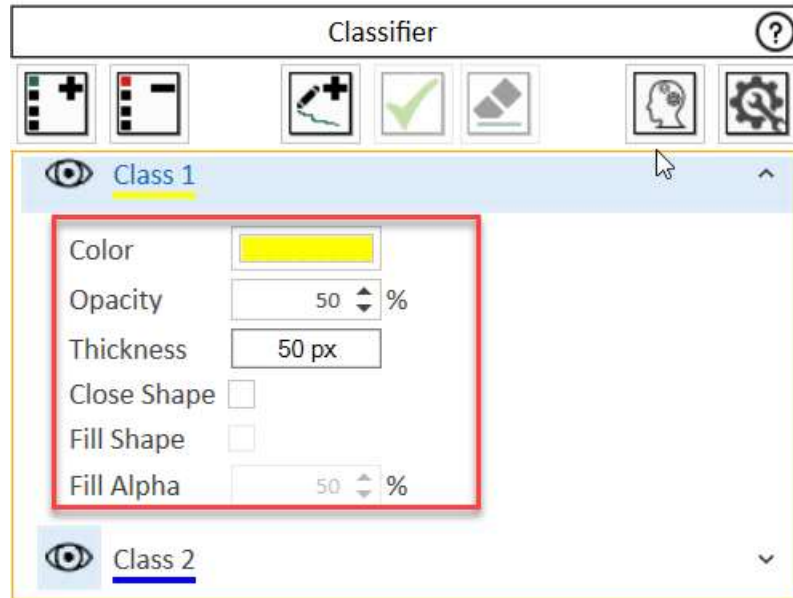 Classifier ?
Class 1
Color
Opacity 50 %
Thickness 50 px
Close Shape
Fill Shape
Fill Alpha 50 %
Class 2